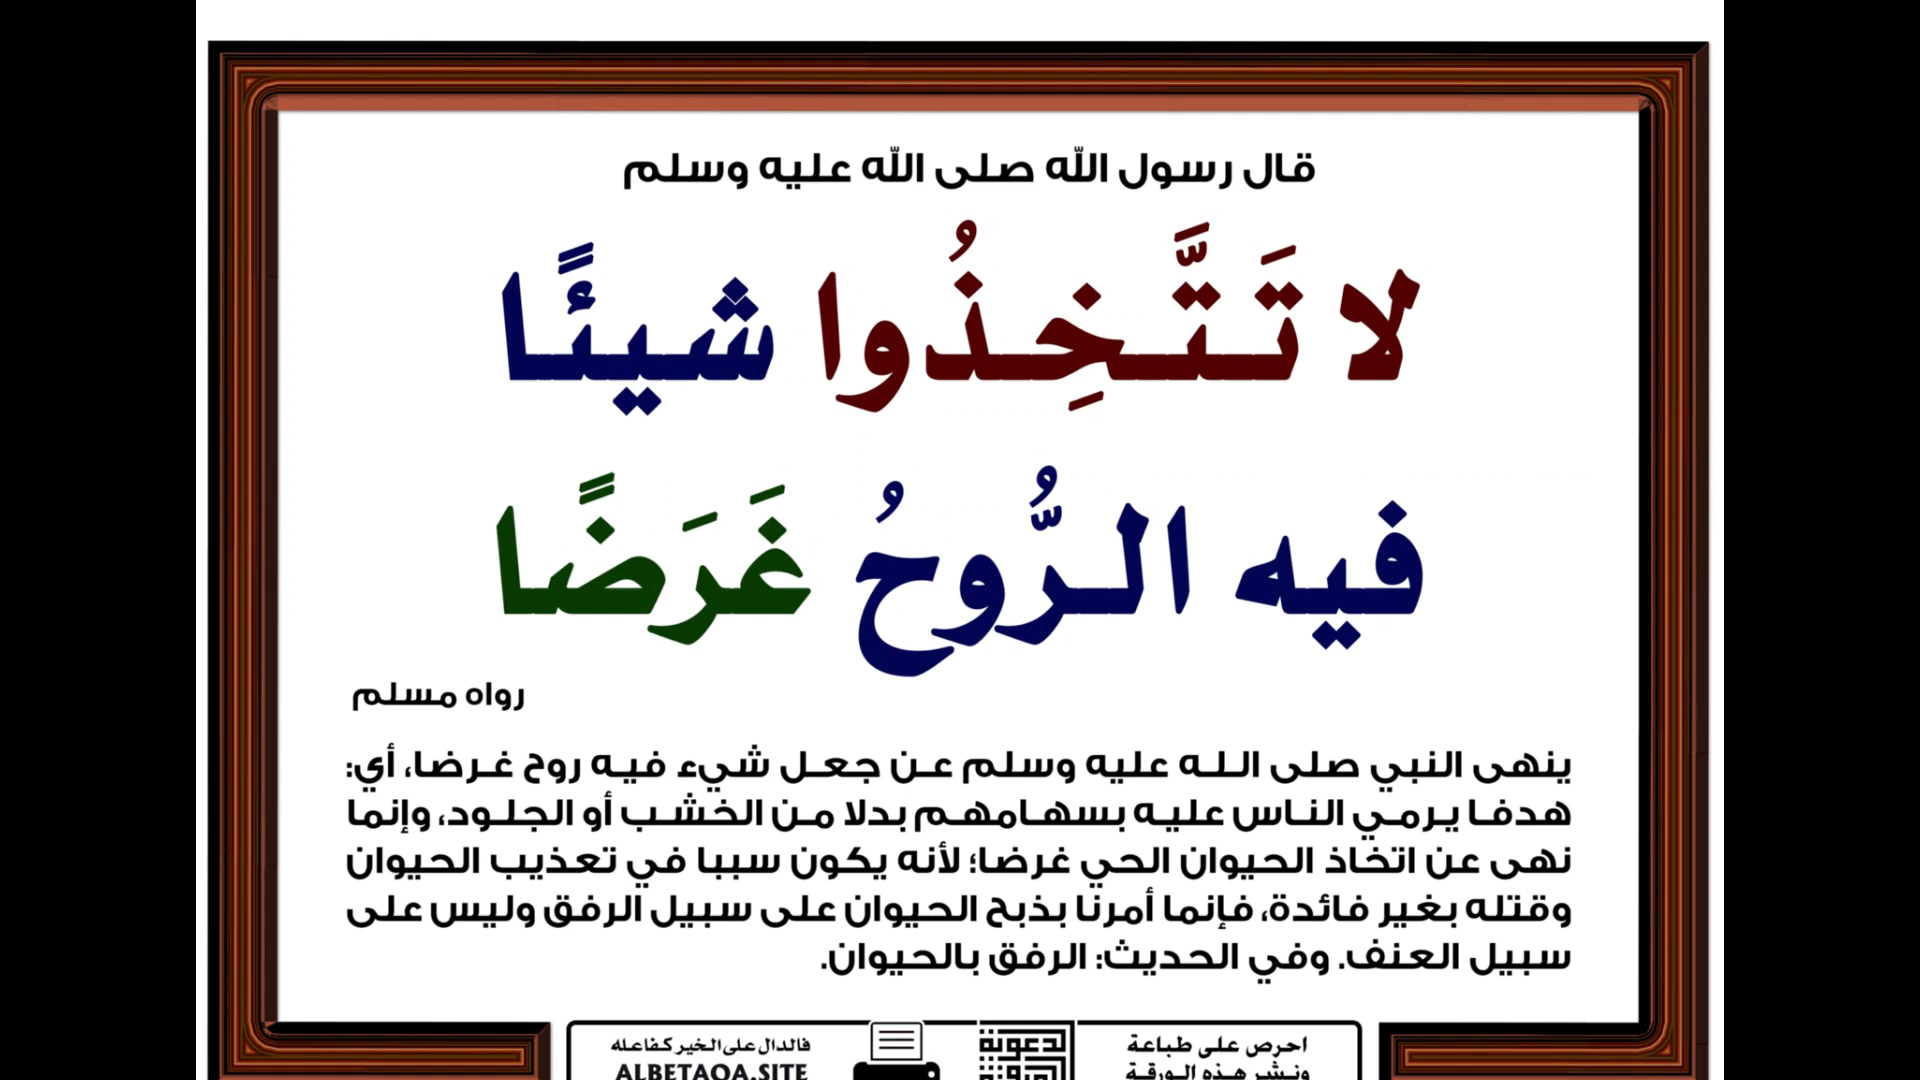 قال رسول الله صلى الله عليه وسلم
لا تَتَّخِذُوا شيئًا
فيه الرُّوحُ غَرَضًا
رواه مسلم
ينهى النبي صلى الله عليه وسلم عن جعل شيء فيه روح غرضا، أي:
هدفا يرمي الناس عليه بسهامهم بدلا من الخشب أو الجلود، وإنما
نهى عن اتخاذ الحيوان الحي غرضا؛ لأنه يكون سببا في تعذيب الحيوان
وقتله بغير فائدة، فإنما أمرنا بذبح الحيوان على سبيل الرفق وليس على
سبيل العنف. وفي الحديث: الرفق بالحيوان.
احرص على طباعة
ونشر هذه الورقة
فالدال على الخير كفاعله
ALBETAQA.SITE